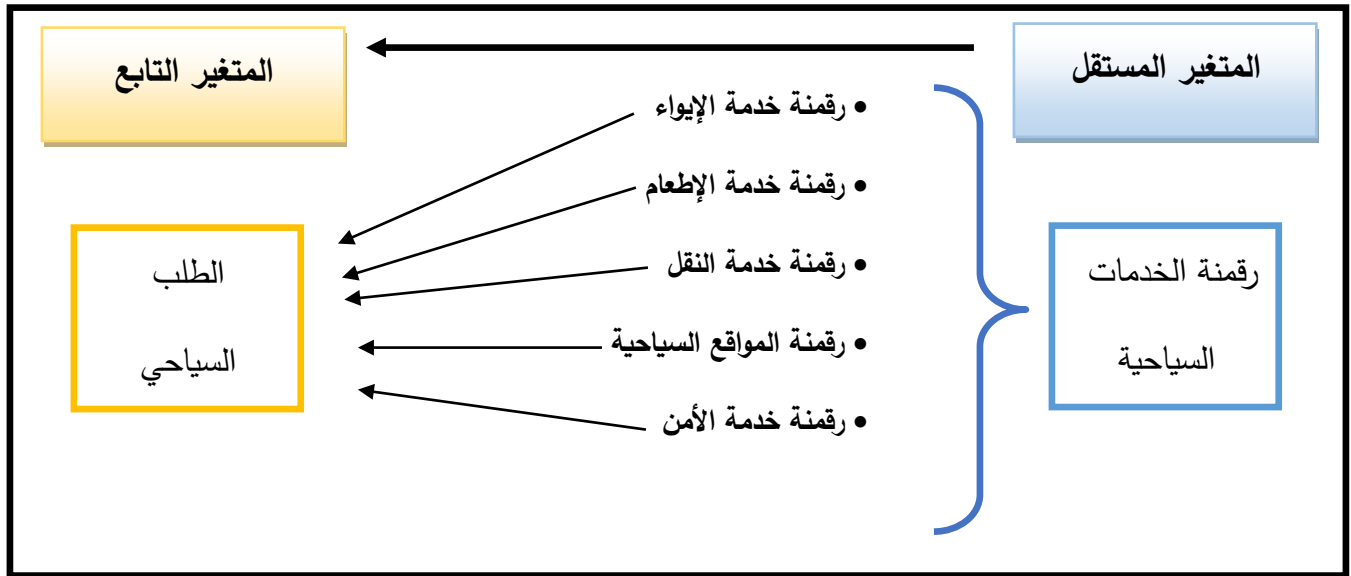 المتغير المستقل
المتغير التابع
• رقمنة خدمة الإيواء
• رقمنة خدمة الإطعام
• رقمنة خدمة النقل
• رقمنة المواقع السياحية
• رقمنة خدمة الأمن
رقمنة الخدمات
السياحية
الطلب
السياحي